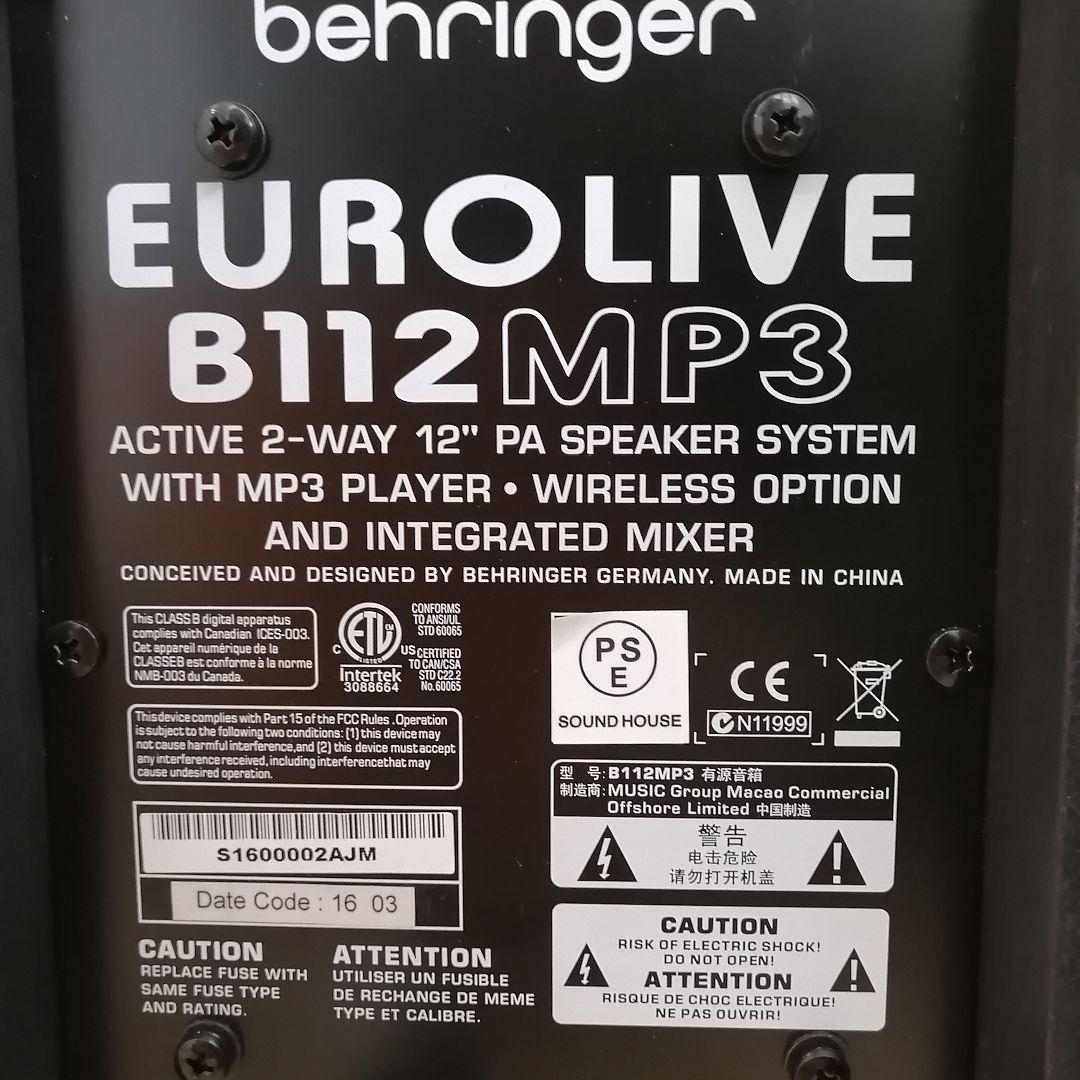 behringer
EUROLIVE
B112MP3
ACTIVE 2-WAY 12" PA SPEAKER SYSTEM
WITH MP3 PLAYER • WIRELESS OPTION
AND INTEGRATED MIXER
CONCEIVED AND DESIGNED BY BEHRINGER GERMANY. MADE IN CHINA
This CLASS B digital apparatus
complies with Canadian ICES-003.
Cet appareil numérique de la
CLASSEB est conforme à la norme
NMB-003 du Canada.
C ETL CM US
LISTED
Intertek
3088664
CONFORMS
TO ANSI/UL
STD 60065
CERTIFIED
TO CAN/CSA
STD C22.2
No. 60065
PSE
SOUND HOUSE
CE
N11999
This device complies with Part 15 of the FCC Rules . Operation
is subject to the following two conditions: (1) this device may
not cause harmful interference, and (2) this device must accept
any interference received, including interference that may
cause undesired operation.
型 号: B112MP3 有源音箱
制造商: MUSIC Group Macao Commercial
Offshore Limited 中国制造
警告
电击危险
请勿打开机盖
S1600002AJM
Date Code : 16 03
CAUTION
REPLACE FUSE WITH
SAME FUSE TYPE
AND RATING.
ATTENTION
UTILISER UN FUSIBLE
DE RECHANGE DE MEME
TYPE ET CALIBRE.
CAUTION
RISK OF ELECTRIC SHOCK!
DO NOT OPEN!
ATTENTION
RISQUE DE CHOC ELECTRIQUE!
NE PAS OUVRIR!